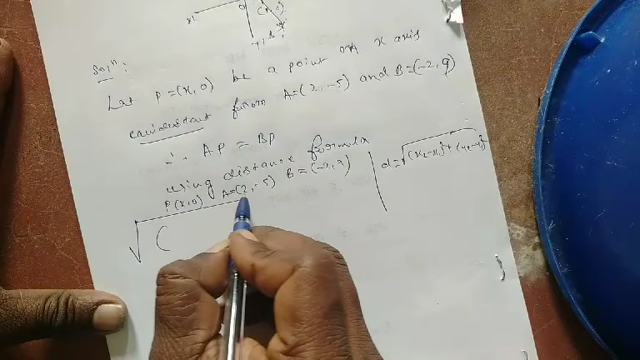 Soln:
Let P=(x,0) be a point on x axis
equidistant from A=(2,-5) and B=(-2,9)
∴ AP = BP
using distance formula
P(x,0) A=(2,-5) B=(-2,9)
d=√(x₂-x₁)²+(y₂-y₁)²
√(